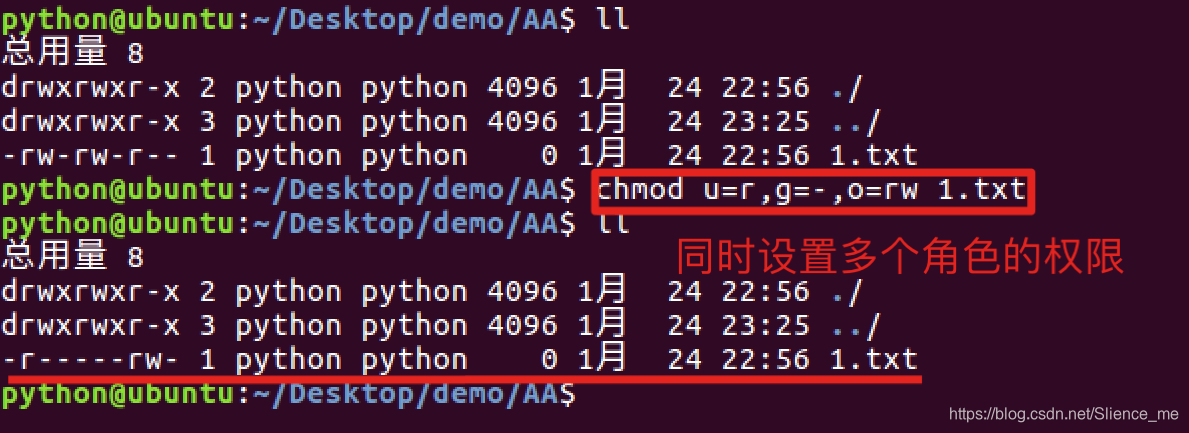 python@ubuntu:~/Desktop/demo/AA$ ll
总用量 8
drwxrwxr-x 2 python python 4096 1月  24 22:56 ./
drwxrwxr-x 3 python python 4096 1月  24 23:25 ../
-rw-rw-r-- 1 python python    0 1月  24 22:56 1.txt
python@ubuntu:~/Desktop/demo/AA$ chmod u=r,g=-,o=rw 1.txt
python@ubuntu:~/Desktop/demo/AA$ ll
总用量 8
同时设置多个角色的权限
drwxrwxr-x 2 python python 4096 1月  24 22:56 ./
drwxrwxr-x 3 python python 4096 1月  24 23:25 ../
-r-----rw- 1 python python    0 1月  24 22:56 1.txt
python@ubuntu:~/Desktop/demo/AA$
https://blog.csdn.net/Slience_me